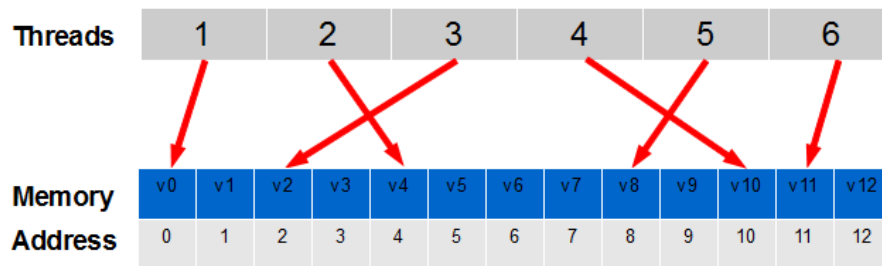 Threads 1 2 3 4 5 6
Memory v0 v1 v2 v3 v4 v5 v6 v7 v8 v9 v10 v11 v12
Address 0 1 2 3 4 5 6 7 8 9 10 11 12